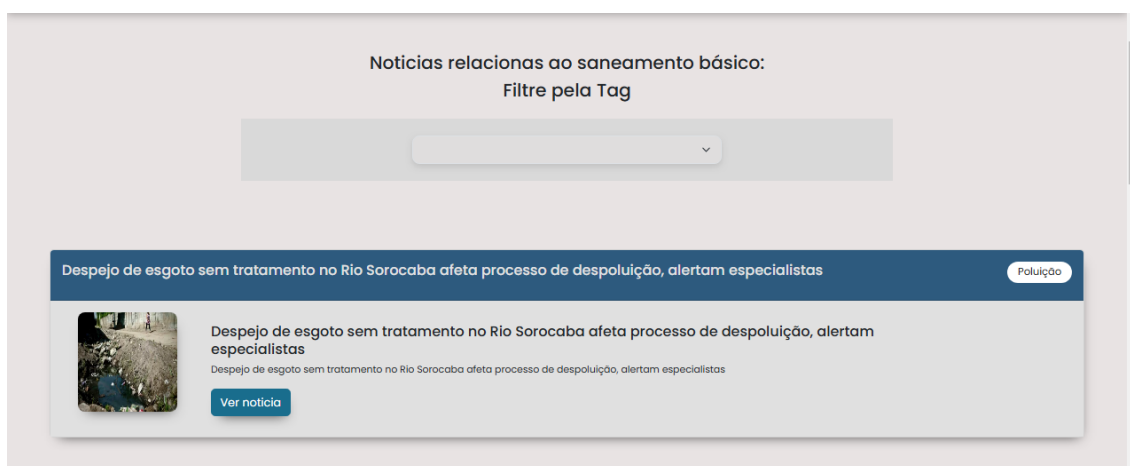 Noticias relacionas ao saneamento básico:
Filtre pela Tag
Despejo de esgoto sem tratamento no Rio Sorocaba afeta processo de despoluição, alertam especialistas
Poluição
Despejo de esgoto sem tratamento no Rio Sorocaba afeta processo de despoluição, alertam
especialistas
Despejo de esgoto sem tratamento no Rio Sorocaba afeta processo de despoluição, alertam especialistas
Ver noticia